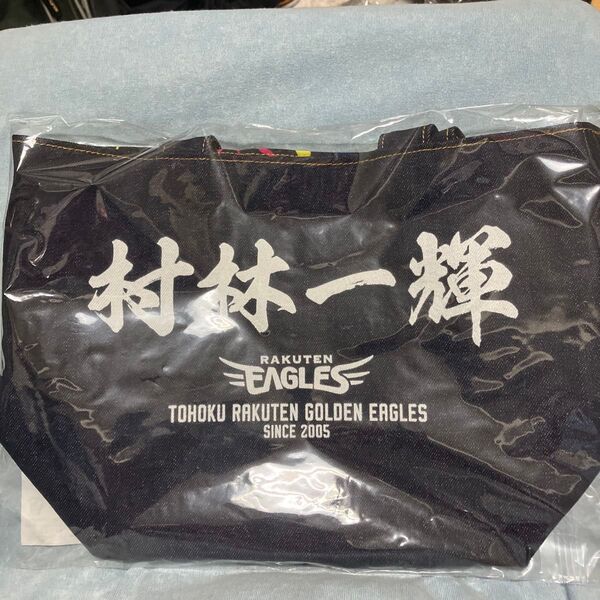 村林一輝
RAKUTEN
EAGLES
TOHOKU RAKUTEN GOLDEN EAGLES
SINCE 2005